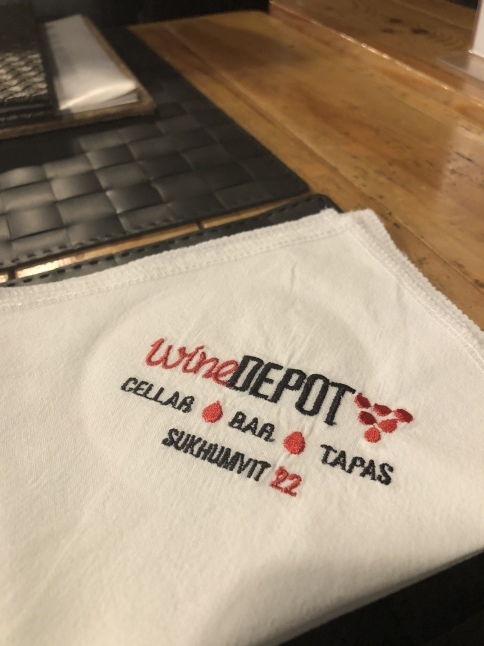 wineDEPOT
CELLAR BAR TAPAS
SUKHUMVIT 22